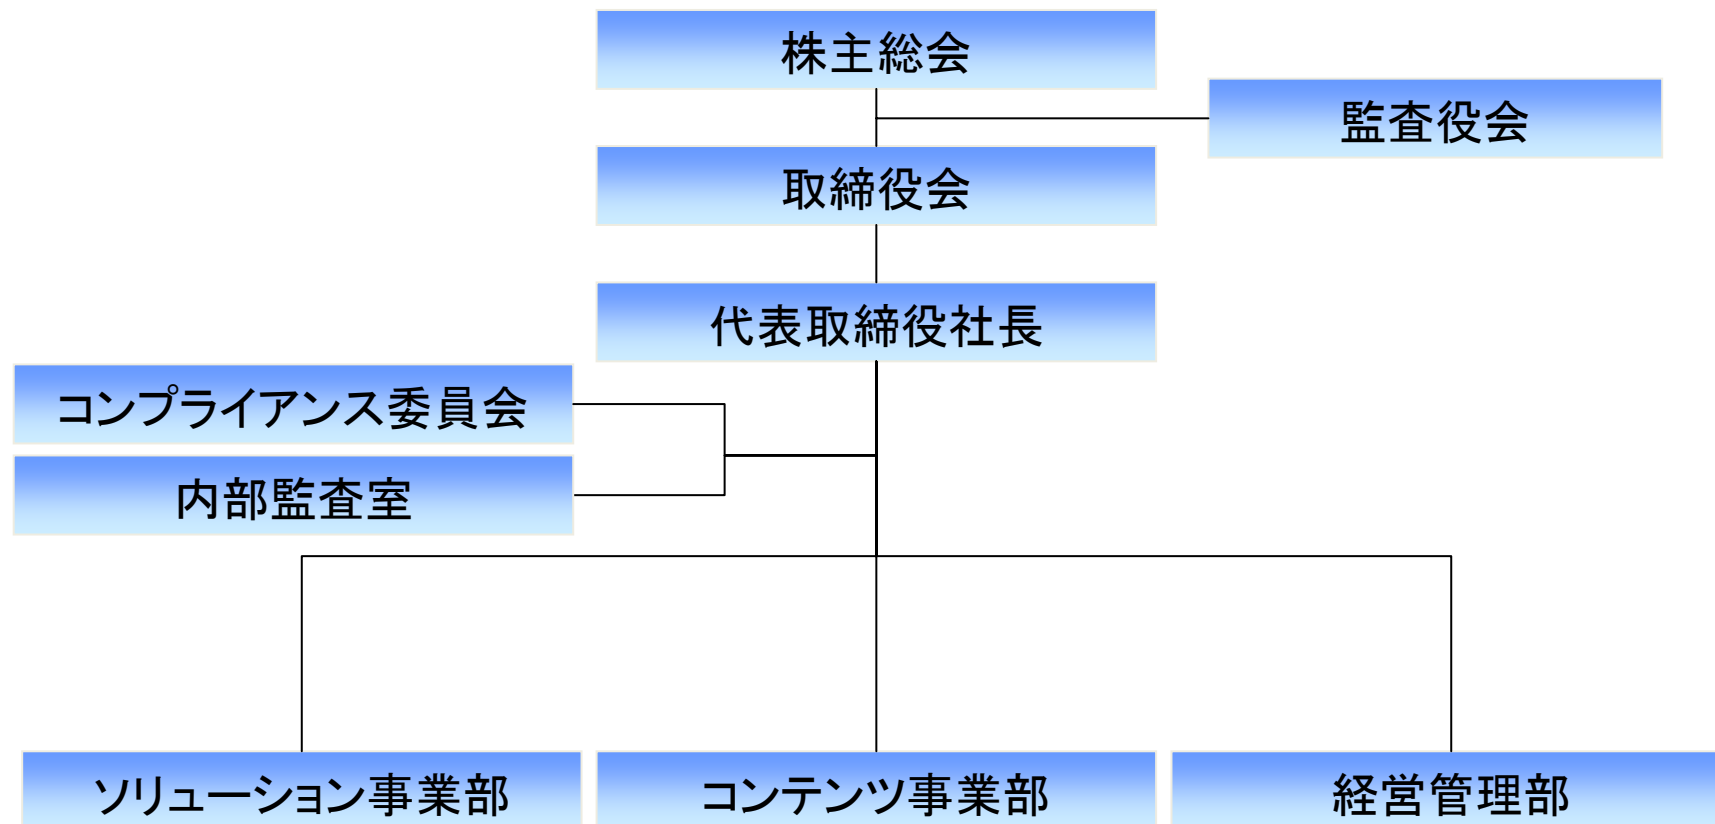 株主総会
監査役会
取締役会
代表取締役社長
コンプライアンス委員会
内部監査室
ソリューション事業部
コンテンツ事業部
経営管理部